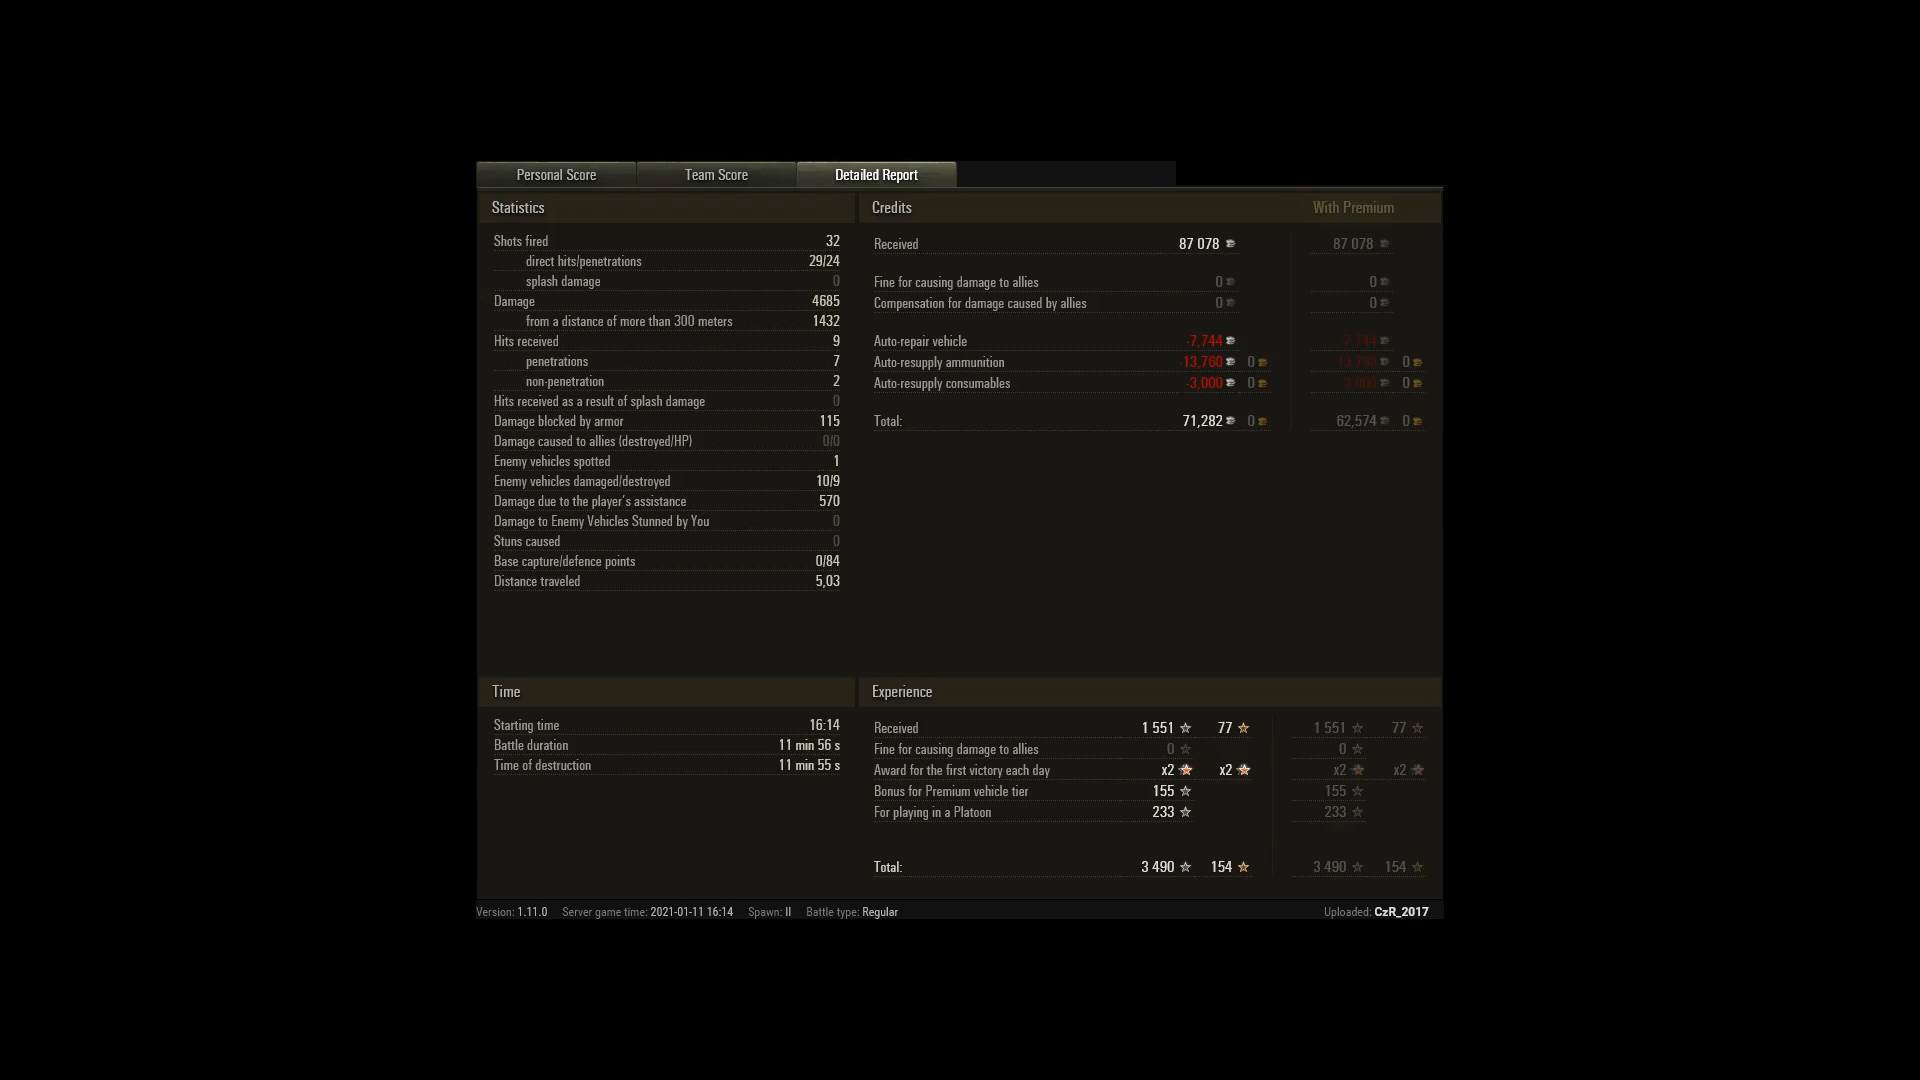 Personal Score Team Score Detailed Report
Statistics
Shots fired 32
direct hits/penetrations 29/24
splash damage 0
Damage 4685
from a distance of more than 300 meters 1432
Hits received 9
penetrations 7
non-penetration 2
Hits received as a result of splash damage 0
Damage blocked by armor 115
Damage caused to allies (destroyed/HP) 0/0
Enemy vehicles spotted 1
Enemy vehicles damaged/destroyed 10/9
Damage due to the player's assistance 570
Damage to Enemy Vehicles Stunned by You 0
Stuns caused 0
Base capture/defence points 0/84
Distance traveled 5,03
Credits With Premium
Received 87 078 87 078
Fine for causing damage to allies 0 0
Compensation for damage caused by allies 0 0
Auto-repair vehicle -7,744 -7,744
Auto-resupply ammunition -13,760 0 -13,760 0
Auto-resupply consumables -3,000 0 -3,000 0
Total: 71,282 0 62,574 0
Time
Starting time 16:14
Battle duration 11 min 56 s
Time of destruction 11 min 55 s
Experience
Received 1 551 77 1 551 77
Fine for causing damage to allies 0 0
Award for the first victory each day x2 x2 x2 x2
Bonus for Premium vehicle tier 155 155
For playing in a Platoon 233 233
Total: 3 490 154 3 490 154
Version: 1.11.0 Server game time: 2021-01-11 16:14 Spawn: II Battle type: Regular Uploaded: CzR_2017